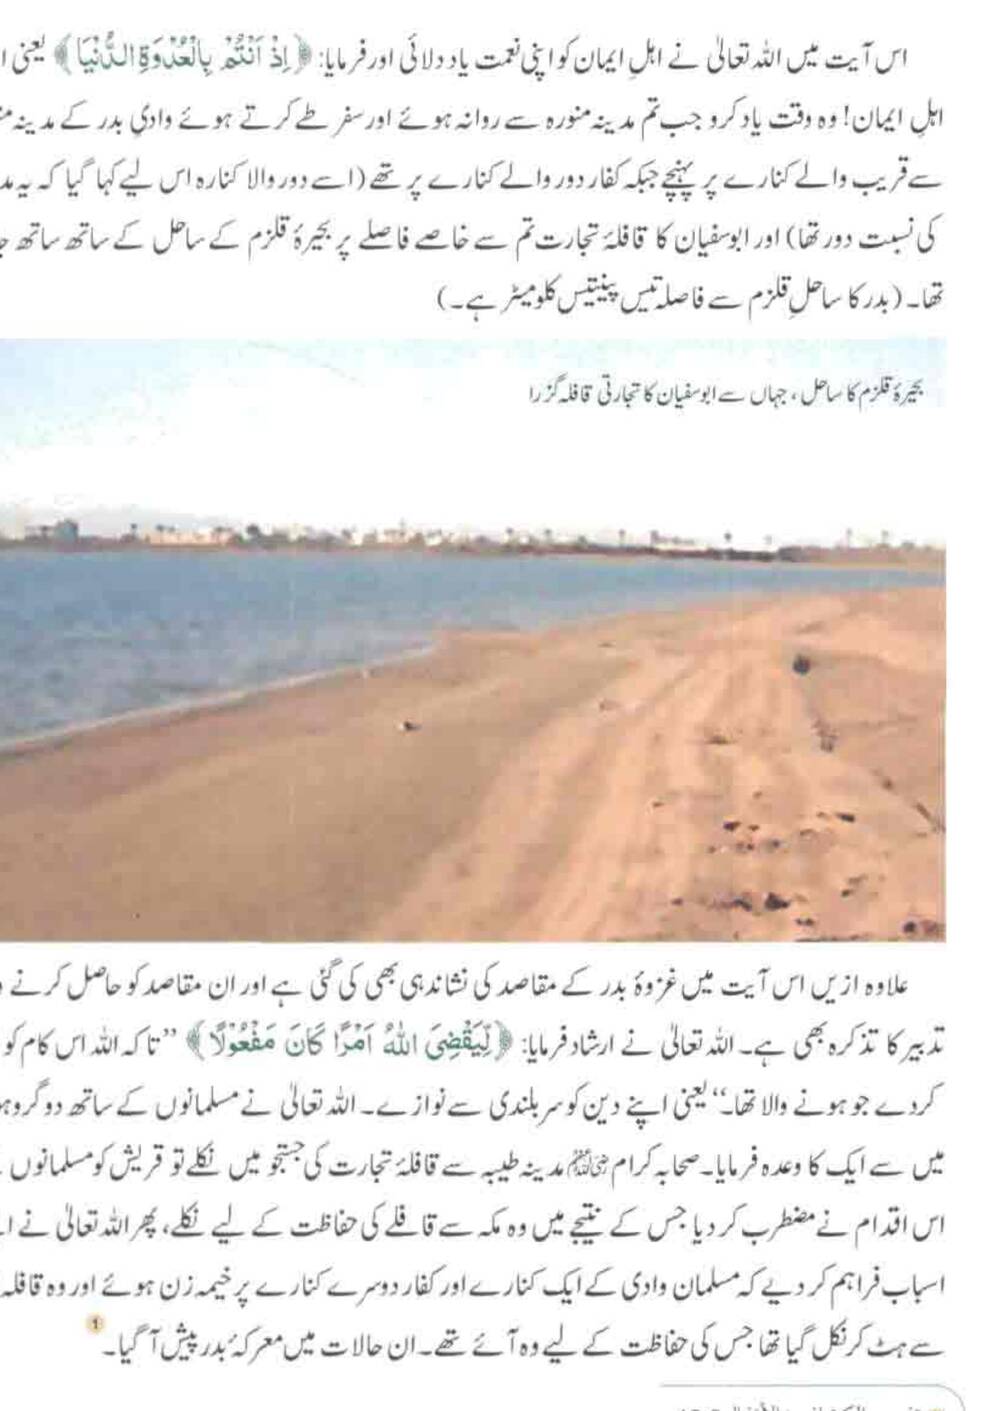 اس آیت میں اللہ تعالیٰ نے اہلِ ایمان کو اپنی نعمت یاد دلائی اور فرمایا: ﴿اِذْ اَنْتُمْ بِالْعُدْوَةِ الدُّنْيَا﴾ یعنی
اہلِ ایمان! وہ وقت یاد کرو جب تم مدینہ منورہ سے روانہ ہوئے اور سفر طے کرتے ہوئے وادیِ بدر کے مدینہ
سے قریب والے کنارے پر پہنچے جبکہ کفار دور والے کنارے پر تھے (اسے دور والا کنارہ اس لیے کہا گیا کہ یہ
کی نسبت دور تھا) اور ابوسفیان کا قافلۂ تجارت تم سے خاصے فاصلے پر بحیرۂ قلزم کے ساحل کے ساتھ ساتھ
تھا۔ (بدر کا ساحلِ قلزم سے فاصلہ تیس پینتیس کلومیٹر ہے۔)
بحیرۂ قلزم کا ساحل، جہاں سے ابوسفیان کا تجارتی قافلہ گزرا
علاوہ ازیں اس آیت میں غزوۂ بدر کے مقاصد کی نشاندہی بھی کی گئی ہے اور ان مقاصد کو حاصل کرنے
تدبیر کا تذکرہ بھی ہے۔ اللہ تعالیٰ نے ارشاد فرمایا: ﴿لِّيَقْضِيَ اللّٰهُ اَمْرًا كَانَ مَفْعُوْلًا﴾ ”تاکہ اللہ اس کام کو
کر دے جو ہونے والا تھا۔“ یعنی اپنے دین کو سربلندی سے نوازے۔ اللہ تعالیٰ نے مسلمانوں کے ساتھ دو
میں سے ایک کا وعدہ فرمایا۔ صحابہ کرام رضی اللہ عنہم مدینہ طیبہ سے قافلۂ تجارت کی جستجو میں نکلے تو قریش کو مسلمانوں
اس اقدام نے مضطرب کر دیا جس کے نتیجے میں وہ مکہ سے قافلے کی حفاظت کے لیے نکلے، پھر اللہ تعالیٰ نے
اسباب فراہم کر دیے کہ مسلمان وادی کے ایک کنارے اور کفار دوسرے کنارے پر خیمہ زن ہوئے اور وہ قافلہ
سے ہٹ کر نکل گیا تھا جس کی حفاظت کے لیے وہ آئے تھے۔ ان حالات میں معرکۂ بدر پیش آ گیا۔ 1